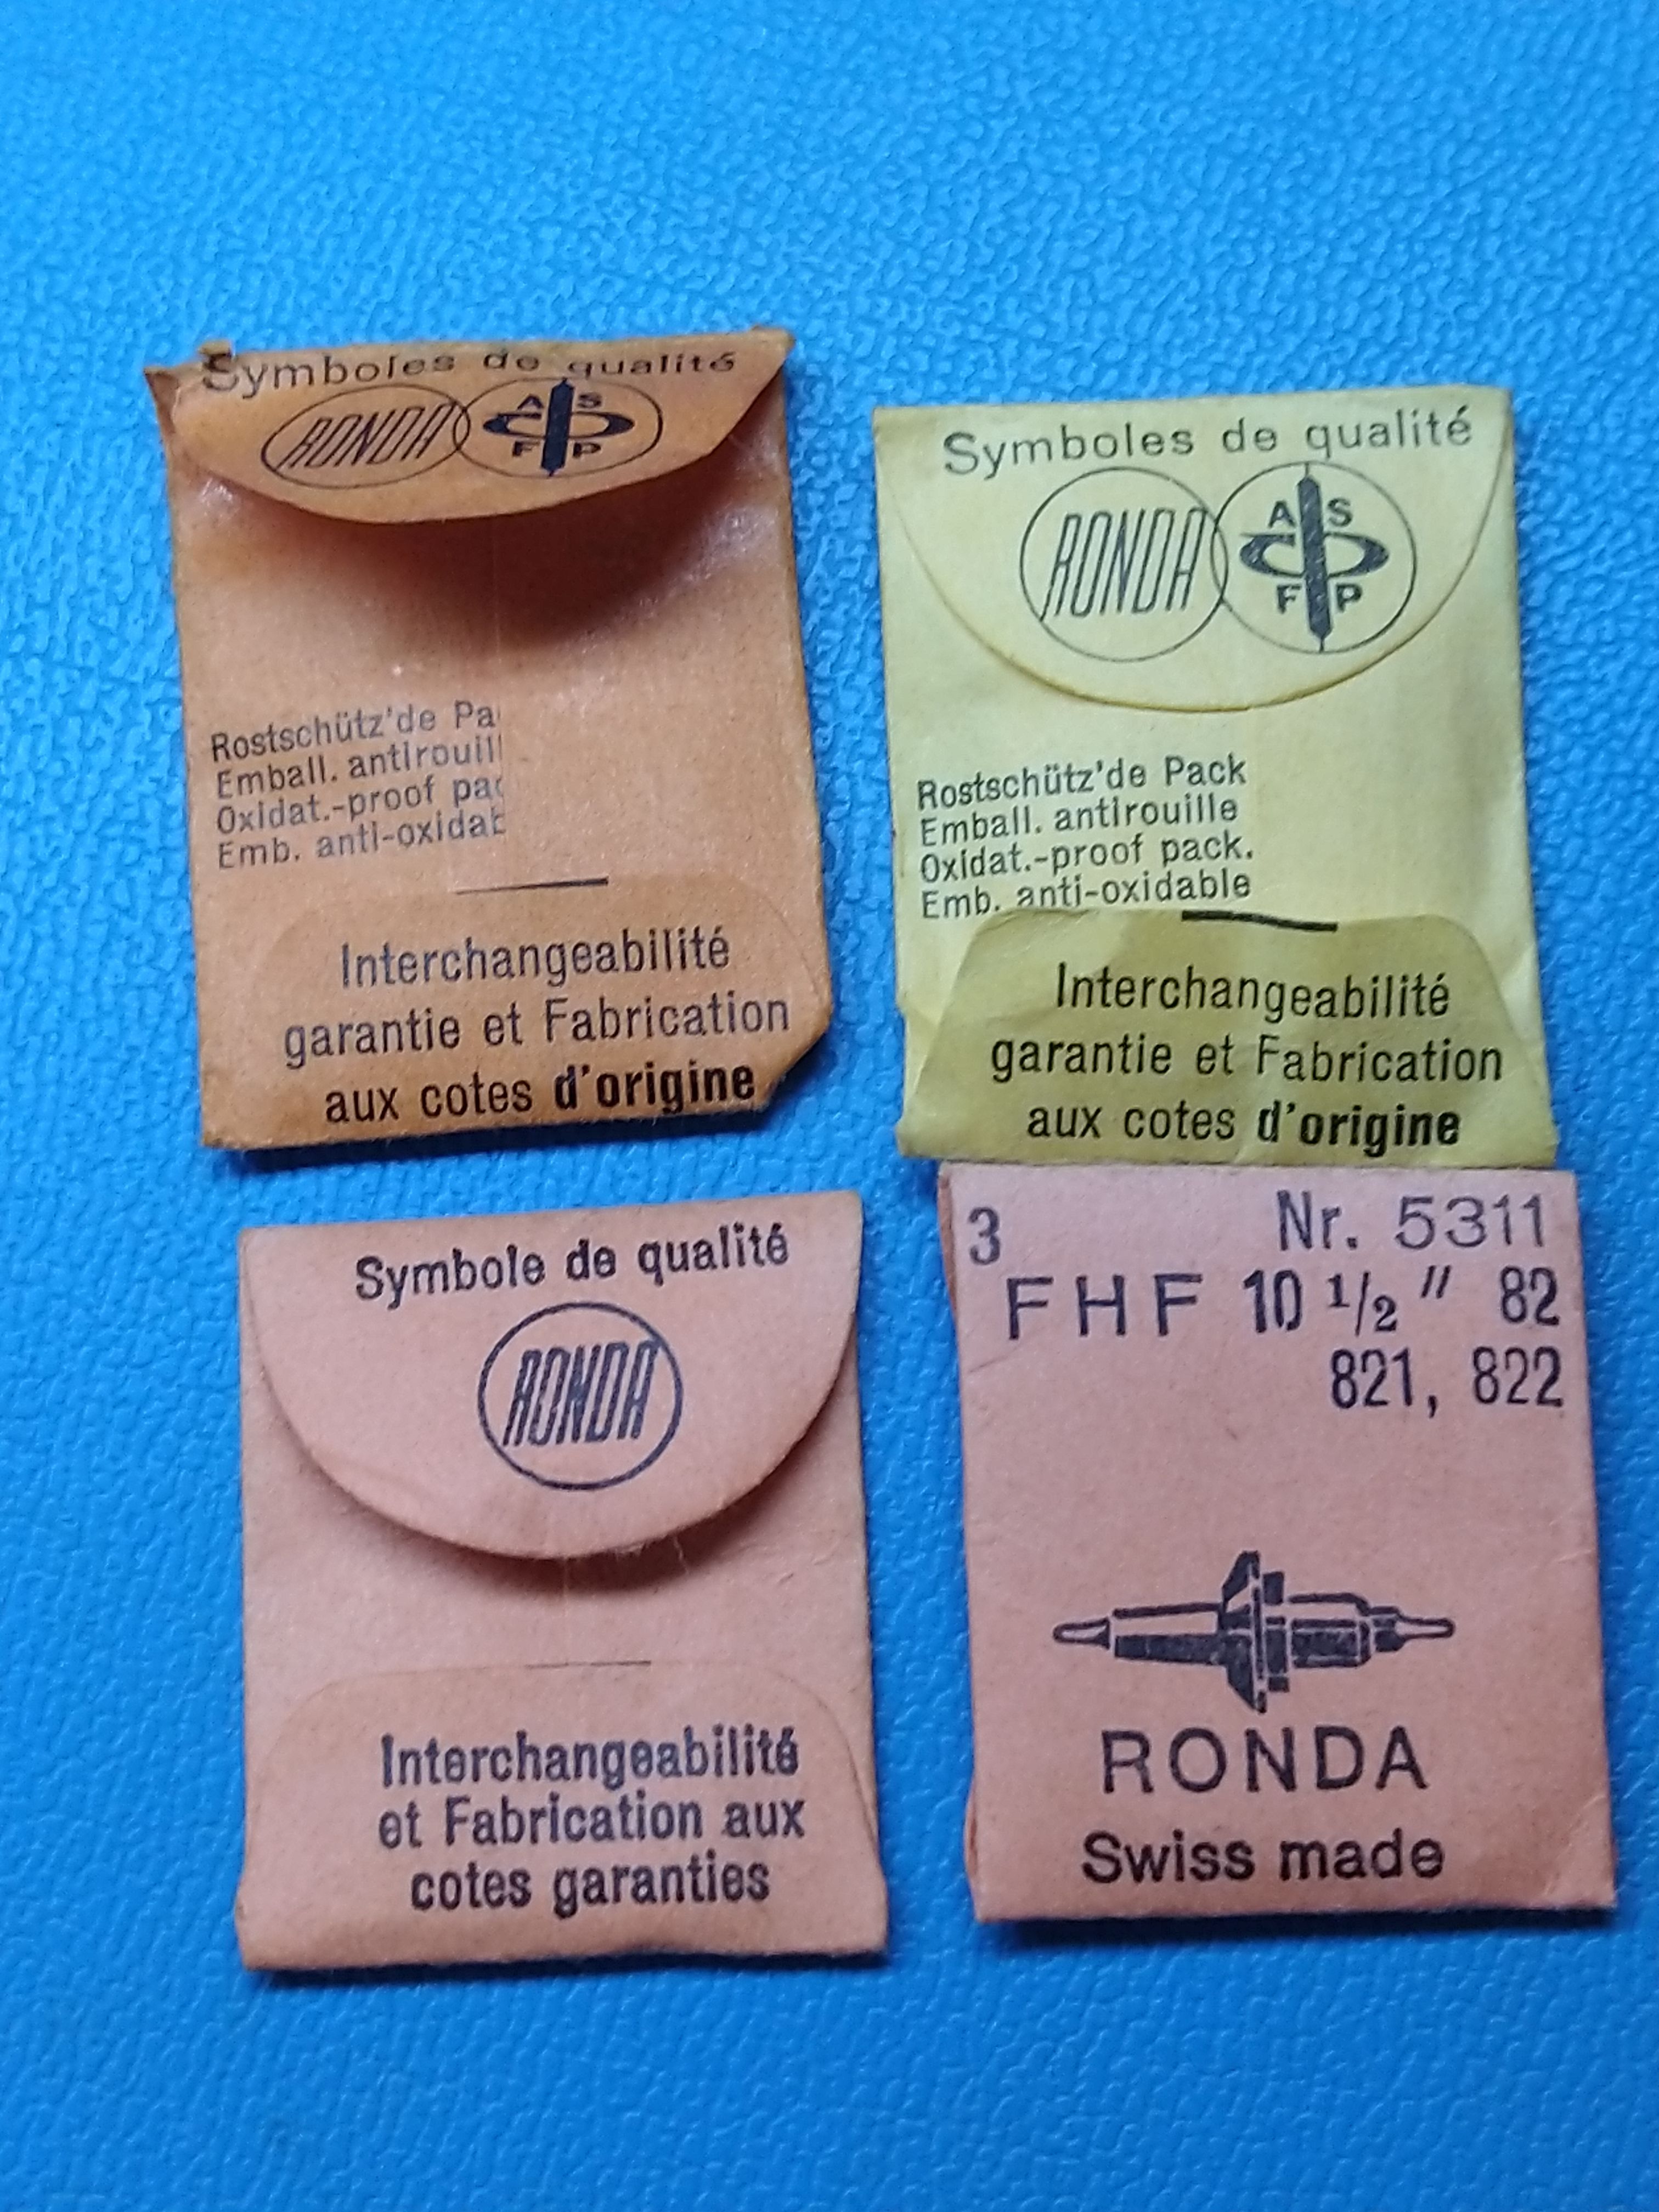 Symboles de qualité
RONDA A S F P
Rostschütz'de Pa
Emball. antirouill
Oxidat.-proof pac
Emb. anti-oxidab
Interchangeabilité
garantie et Fabrication
aux cotes d'origine
Symboles de qualité
RONDA A S F P
Rostschütz'de Pack
Emball. antirouille
Oxidat.-proof pack.
Emb. anti-oxidable
Interchangeabilité
garantie et Fabrication
aux cotes d'origine
Symbole de qualité
RONDA
Interchangeabilité
et Fabrication aux
cotes garanties
3 Nr. 5311
FHF 10 1/2 " 82
821, 822
RONDA
Swiss made